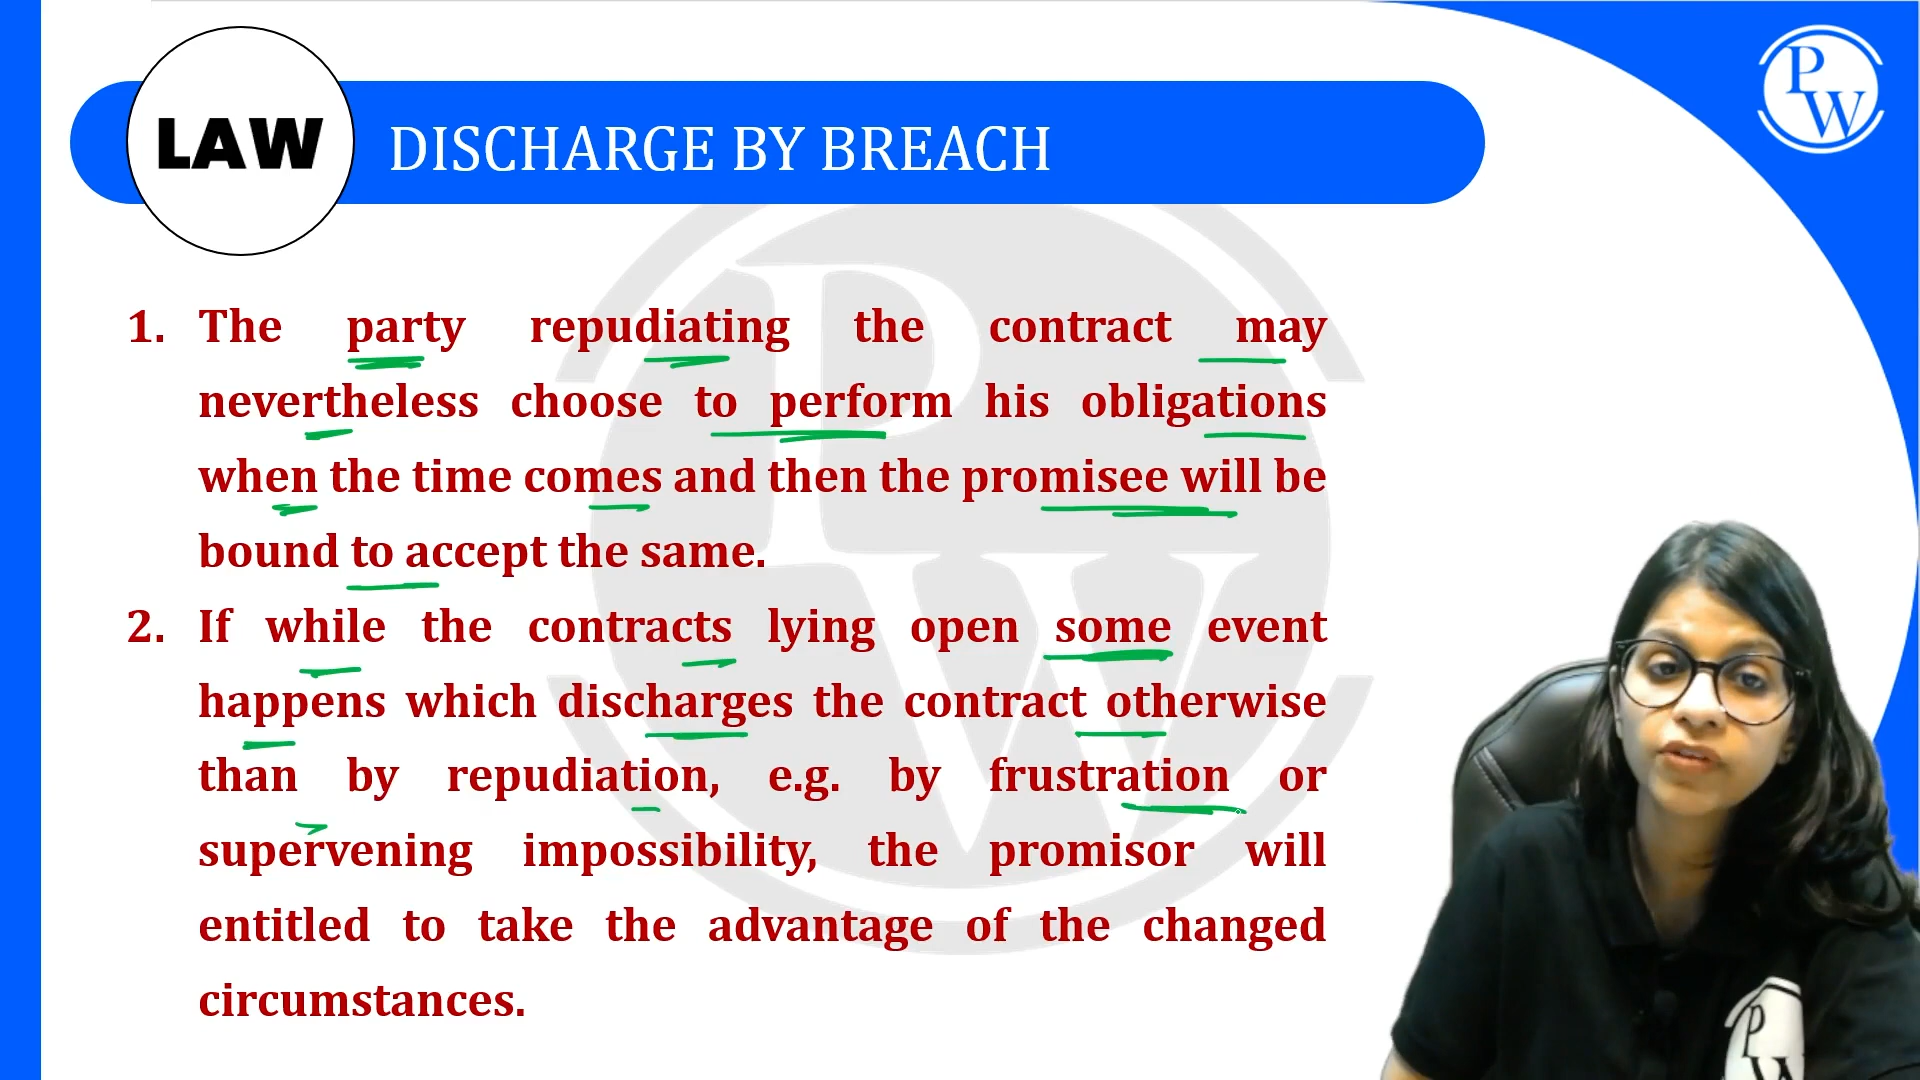 LAW
DISCHARGE BY BREACH
PW
1. The party repudiating the contract may
nevertheless choose to perform his obligations
when the time comes and then the promisee will be
bound to accept the same.
2. If while the contracts lying open some event
happens which discharges the contract otherwise
than by repudiation, e.g. by frustration or
supervening impossibility, the promisor will
entitled to take the advantage of the changed
circumstances.
PW
PW